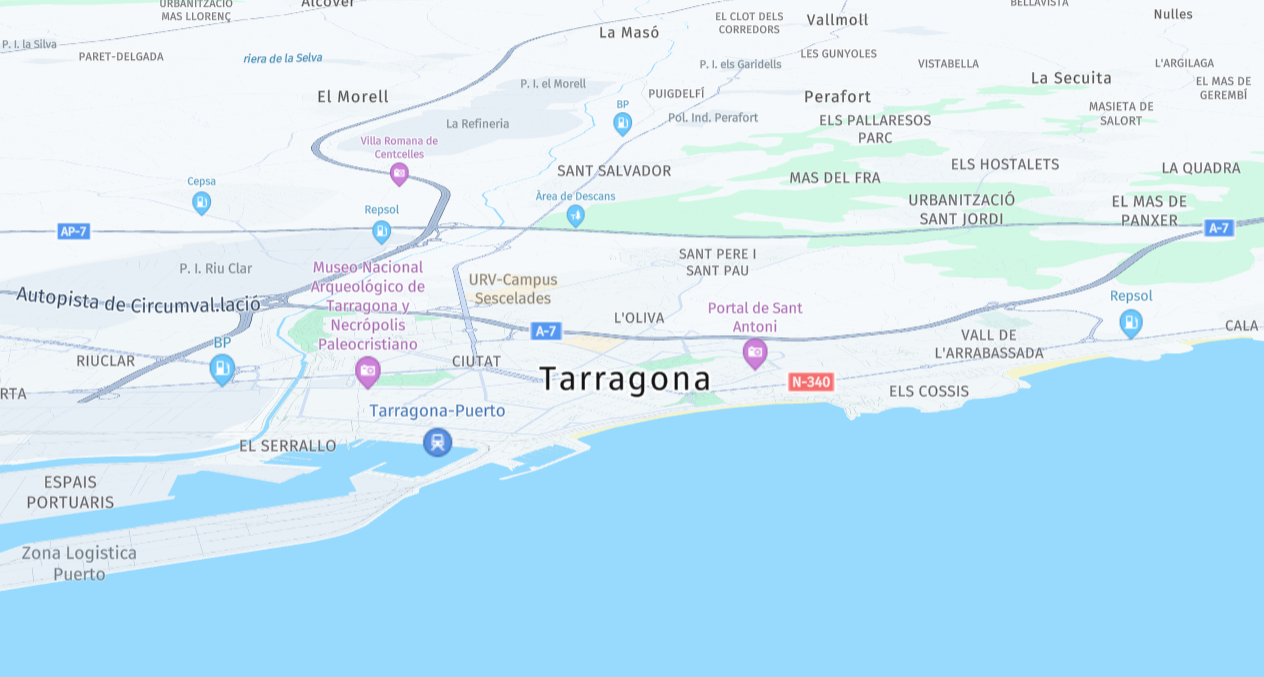 URBANITZACIÓ
MAS LLORENÇ
Alcover
La Masó
EL CLOT DELS
CORREDORS
Vallmoll
BELLAVISTA
Nulles
P. I. la Silva
PARET-DELGADA
riera de la Selva
P. I. els Garidells
LES GUNYOLES
VISTABELLA
L'ARGILAGA
El Morell
P. I. el Morell
PUIGDELFÍ
Perafort
La Secuita
EL MAS DE
GEREMBÍ
BP
La Refineria
Pol. Ind. Perafort
ELS PALLARESOS
PARC
MASIETA DE
SALORT
Villa Romana de
Centcelles
SANT SALVADOR
MAS DEL FRA
ELS HOSTALETS
LA QUADRA
Cepsa
Repsol
Àrea de Descans
URBANITZACIÓ
SANT JORDI
EL MAS DE
PANXER
AP-7
A-7
P. I. Riu Clar
Museo Nacional
Arqueológico de
Tarragona y
Necrópolis
Paleocristiano
URV-Campus
Sescelades
SANT PERE I
SANT PAU
Autopista de Circumval.lació
L'OLIVA
Portal de Sant
Antoni
Repsol
A-7
VALL DE
L'ARRABASSADA
CALA
BP
RIUCLAR
CIUTAT
Tarragona
N-340
ELS COSSIS
RTA
Tarragona-Puerto
EL SERRALLO
ESPAIS
PORTUARIS
Zona Logistica
Puerto